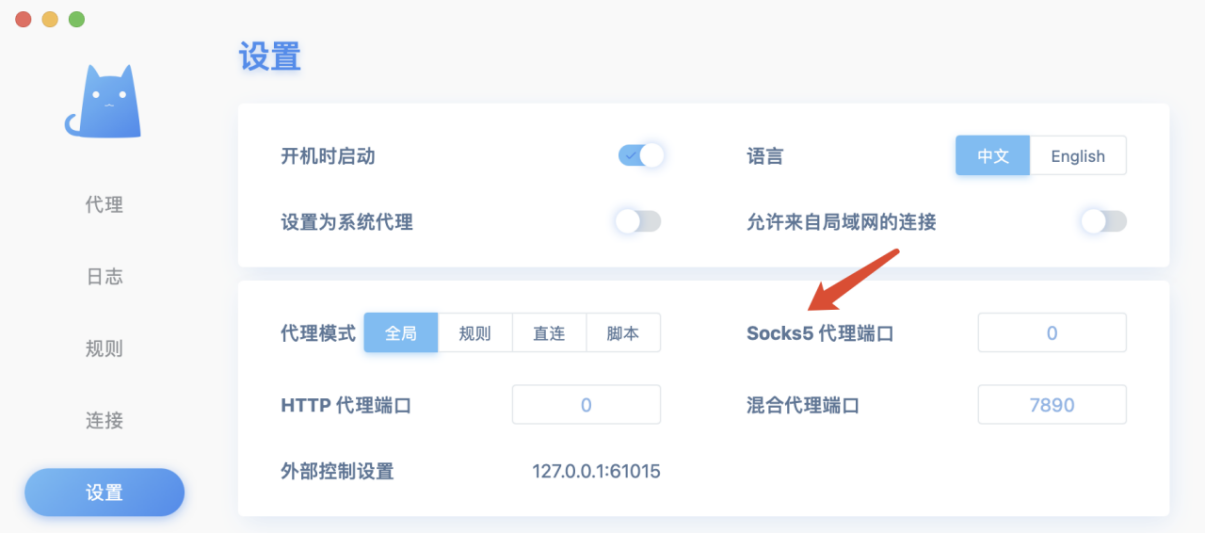 设置
开机时启动
语言 中文 English
设置为系统代理
允许来自局域网的连接
代理模式 全局 规则 直连 脚本
Socks5 代理端口 0
HTTP 代理端口 0
混合代理端口 7890
外部控制设置 127.0.0.1:61015
代理
日志
规则
连接
设置